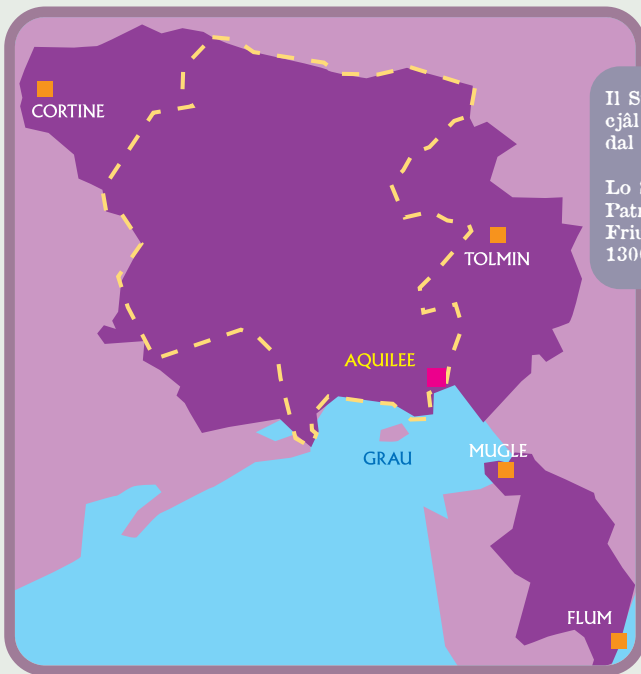 CORTINE
Il S
cjâl
dal
Lo
Patr
Friu
130
TOLMIN
AQUILEE
MUGLE
GRAU
FLUM